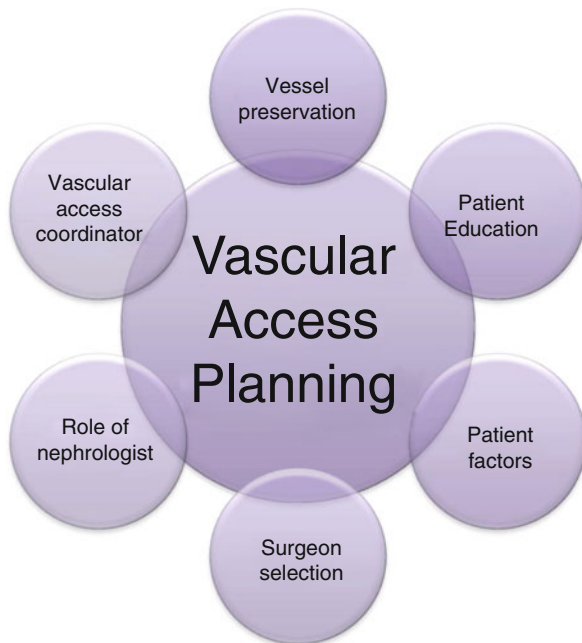 Vessel
preservation
Patient
Education
Patient
factors
Surgeon
selection
Role of
nephrologist
Vascular
access
coordinator
Vascular
Access
Planning